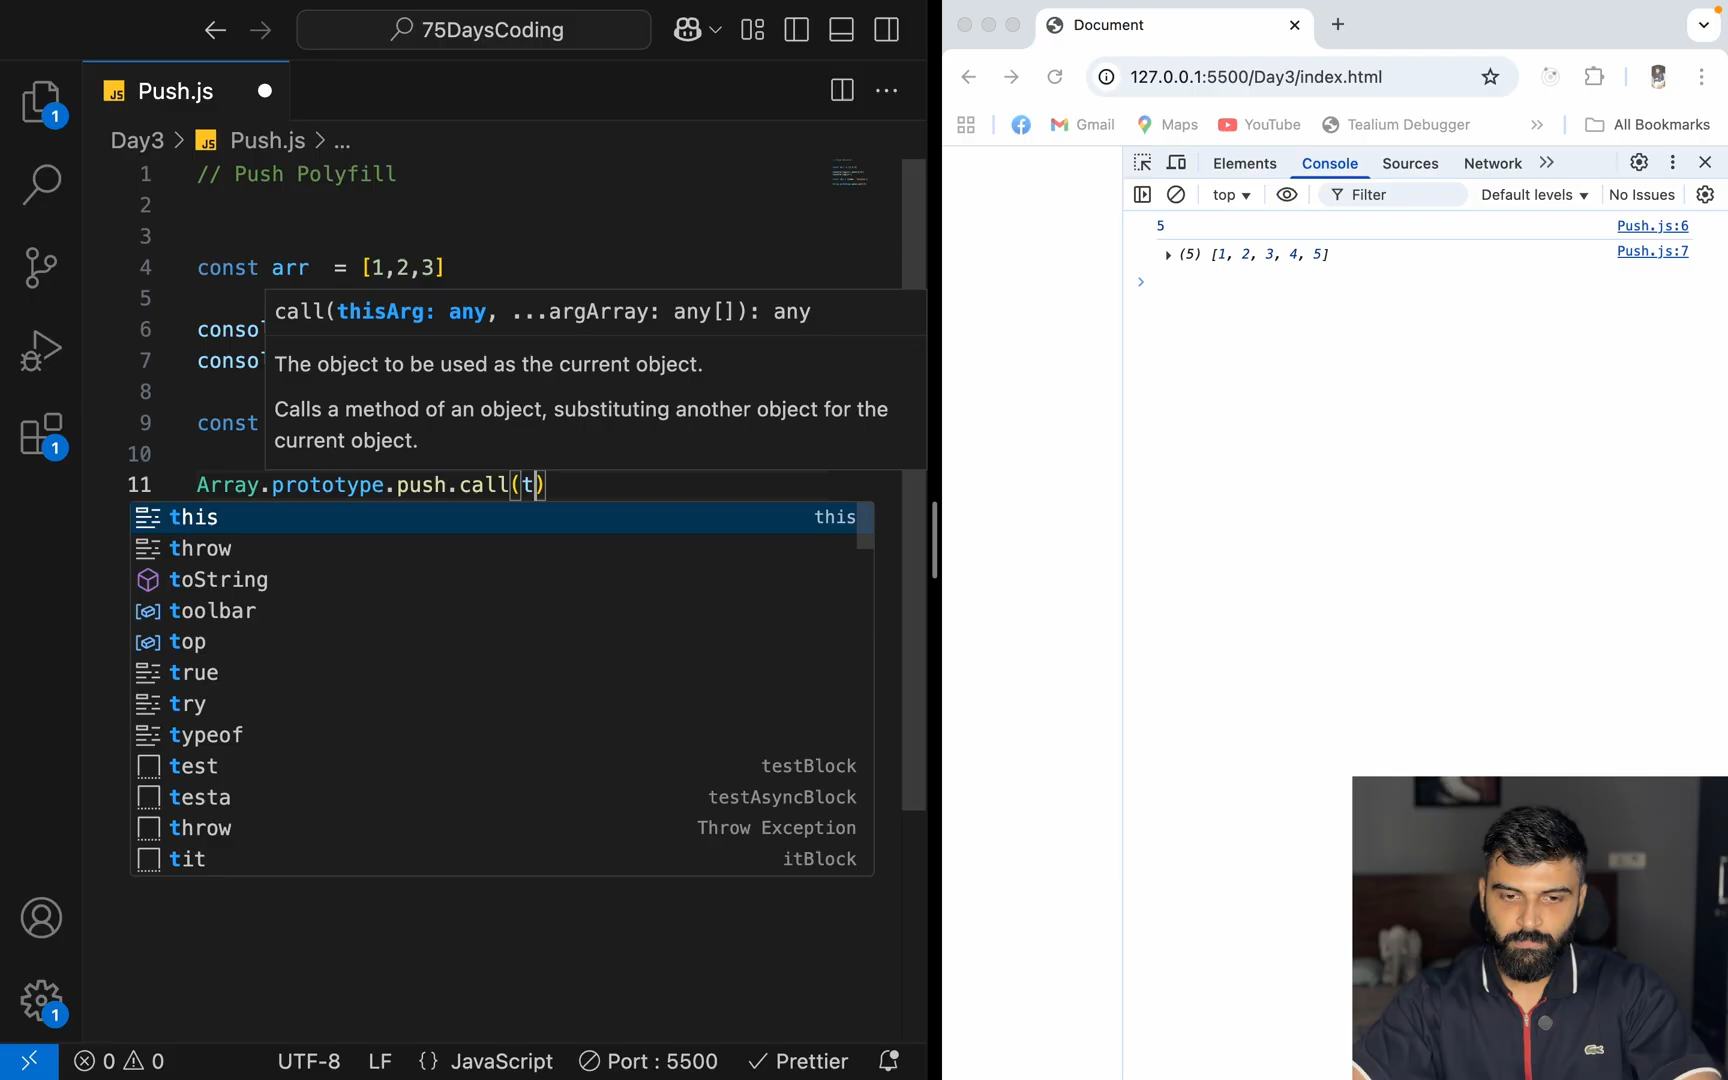 75DaysCoding
Push.js
Day3 > Push.js > ...
1 // Push Polyfill
2
3
4 const arr = [1,2,3]
5
6 conso
7 conso
8
9 const
10
11 Array.prototype.push.call(t)
call(thisArg: any, ...argArray: any[]): any
The object to be used as the current object.
Calls a method of an object, substituting another object for the
current object.
this this
throw
toString
toolbar
top
true
try
typeof
test testBlock
testa testAsyncBlock
throw Throw Exception
tit itBlock
1
1
1
0 0 UTF-8 LF {} JavaScript Port : 5500 Prettier
Document
127.0.0.1:5500/Day3/index.html
Gmail Maps YouTube Tealium Debugger All Bookmarks
Elements Console Sources Network
top Filter Default levels No Issues
5 Push.js:6
(5) [1, 2, 3, 4, 5] Push.js:7